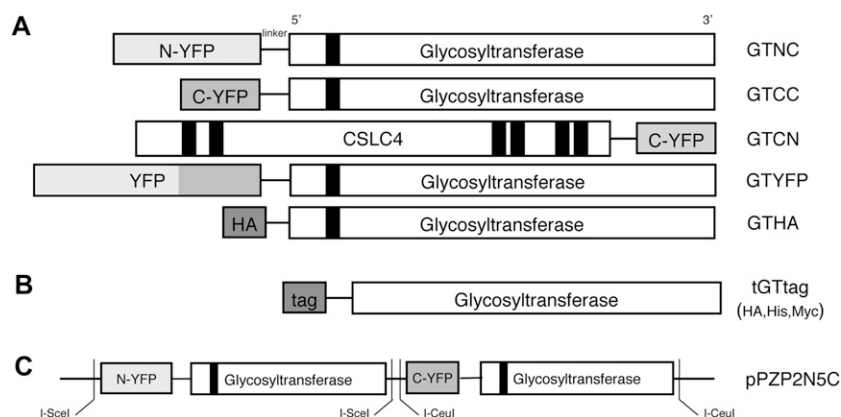 A
linker
5’
3’
N-YFP
Glycosyltransferase
GTNC
C-YFP
Glycosyltransferase
GTCC
CSLC4
C-YFP
GTCN
YFP
Glycosyltransferase
GTYFP
HA
Glycosyltransferase
GTHA
B
tag
Glycosyltransferase
tGTtag
(HA,His,Myc)
C
N-YFP
Glycosyltransferase
C-YFP
Glycosyltransferase
pPZP2N5C
I-SceI
I-SceI
I-CeuI
I-CeuI